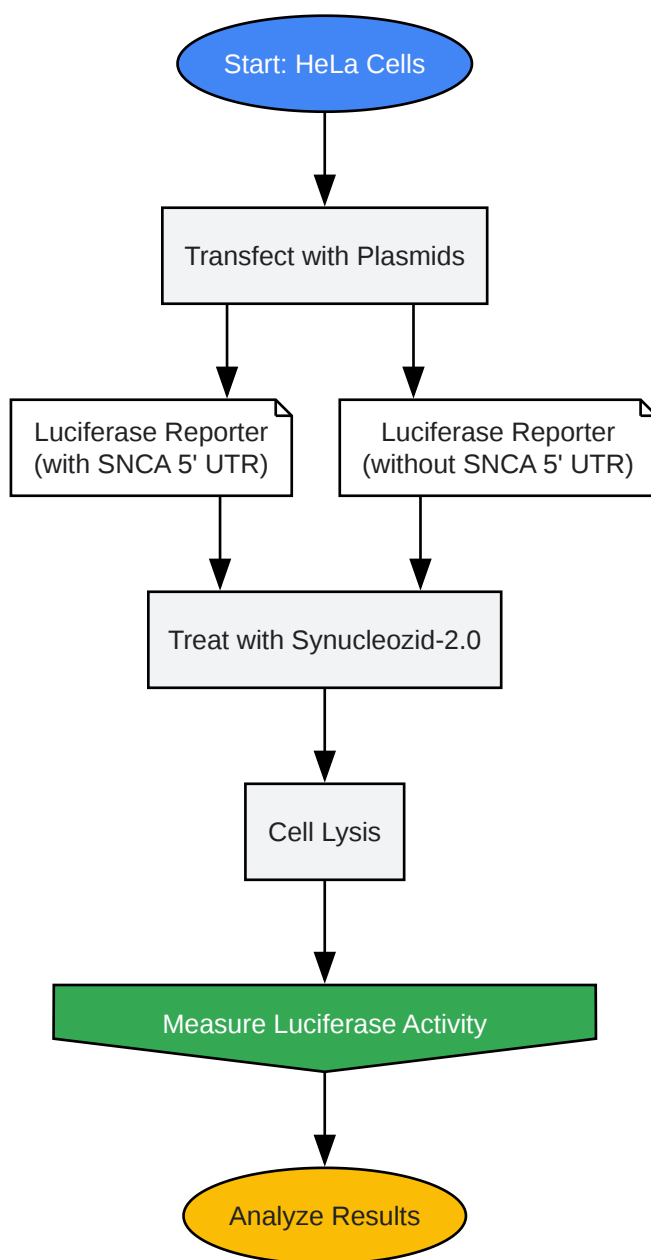 Start: HeLa Cells
Transfect with Plasmids
Luciferase Reporter
(with SNCA 5' UTR)
Luciferase Reporter
(without SNCA 5' UTR)
Treat with Synucleozid-2.0
Cell Lysis
Measure Luciferase Activity
Analyze Results